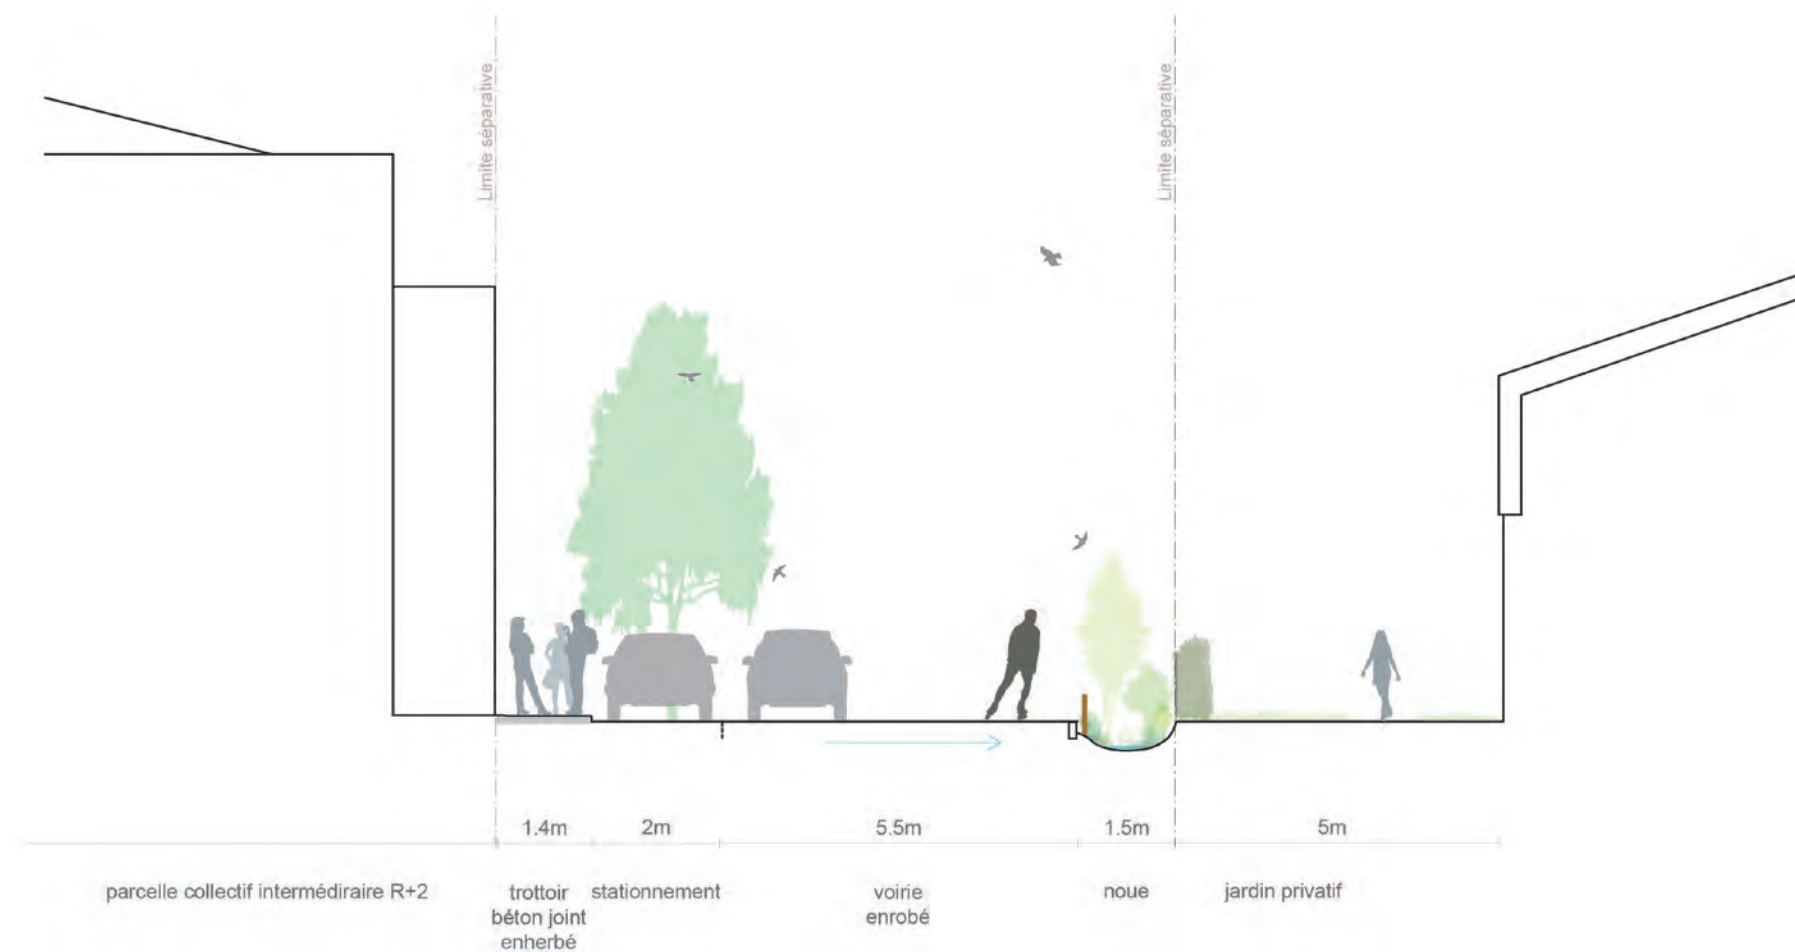 Limite séparative
Limite séparative
1.4m
2m
5.5m
1.5m
5m
parcelle collectif intermédiraire R+2
trottoir
béton joint
enherbé
stationnement
voirie
enrobé
noue
jardin privatif